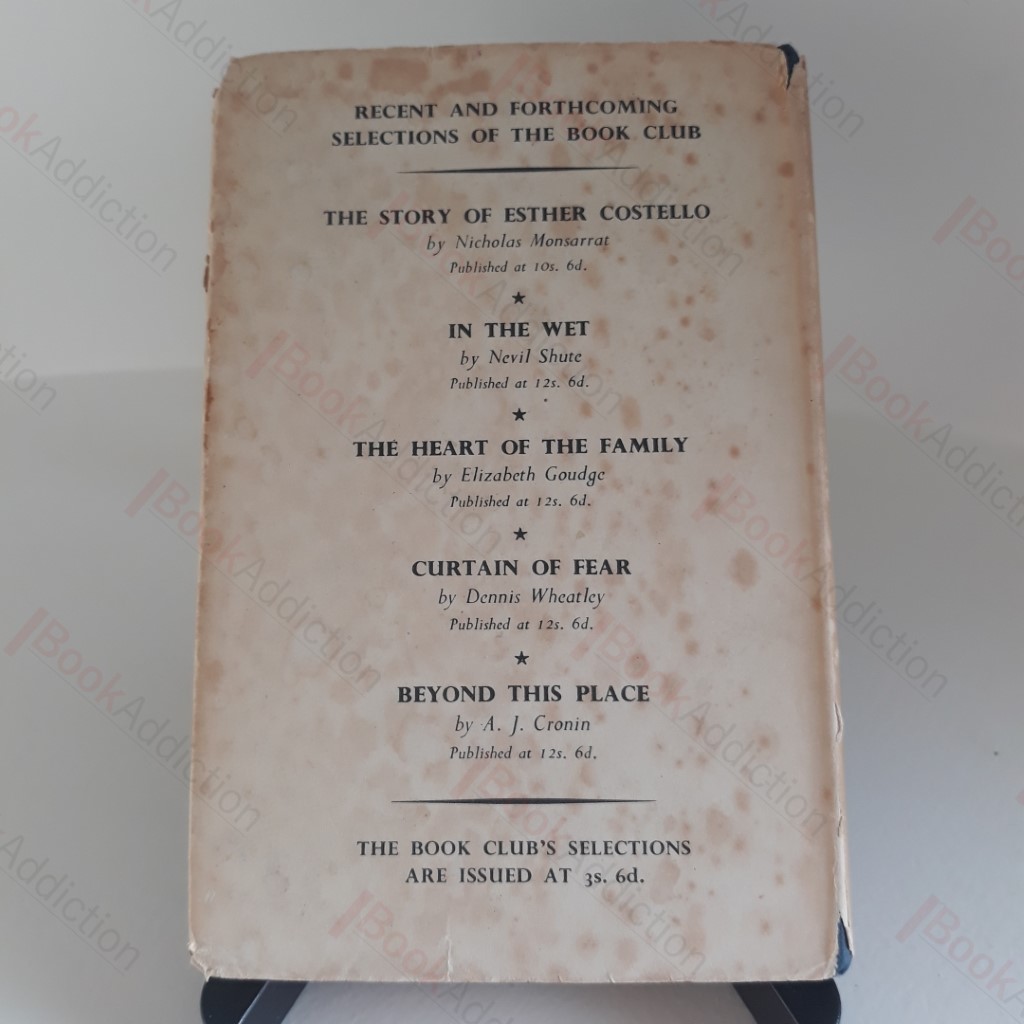 RECENT AND FORTHCOMING
SELECTIONS OF THE BOOK CLUB
THE STORY OF ESTHER COSTELLO
by Nicholas Monsarrat
Published at 10s. 6d.
★
IN THE WET
by Nevil Shute
Published at 12s. 6d.
★
THE HEART OF THE FAMILY
by Elizabeth Goudge
Published at 12s. 6d.
★
CURTAIN OF FEAR
by Dennis Wheatley
Published at 12s. 6d.
★
BEYOND THIS PLACE
by A. J. Cronin
Published at 12s. 6d.
THE BOOK CLUB'S SELECTIONS
ARE ISSUED AT 3s. 6d.
BookAddiction